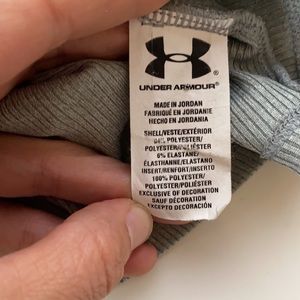 UNDER ARMOUR®
MADE IN JORDAN
FABRIQUÉ EN JORDANIE
HECHO EN JORDANIA
SHELL/VESTE/EXTÉRIOR
94% POLYESTER/
POLYESTER/POLIÉSTER
6% ELASTANE/
ÉLASTHANNE/ELASTANO
INSERT/RENFORT/INSERTO
100% POLYESTER/
POLYESTER/POLIÉSTER
EXCLUSIVE OF DECORATION
SAUF DÉCORATION
EXCEPTO DECORACIÓN